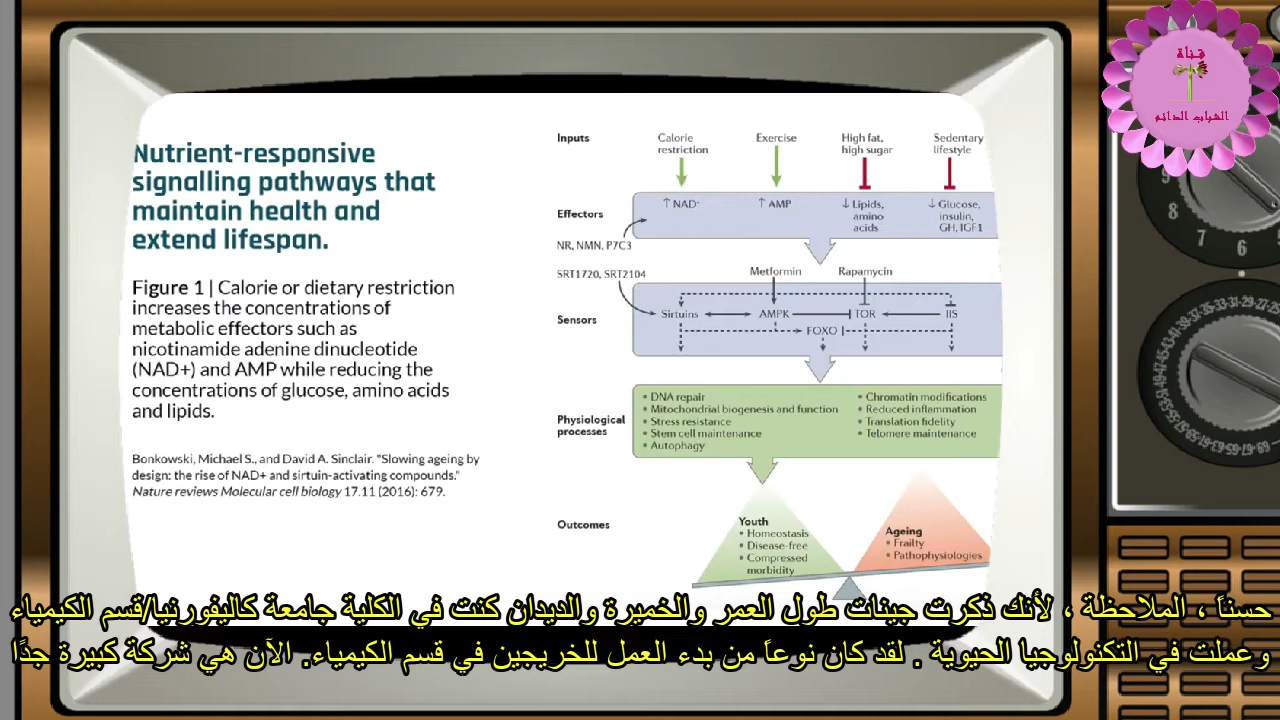 قناة
الشباب الدائم
Nutrient-responsive
signalling pathways that
maintain health and
extend lifespan.
Figure 1 | Calorie or dietary restriction
increases the concentrations of
metabolic effectors such as
nicotinamide adenine dinucleotide
(NAD+) and AMP while reducing the
concentrations of glucose, amino acids
and lipids.
Bonkowski, Michael S., and David A. Sinclair. "Slowing ageing by
design: the rise of NAD+ and sirtuin-activating compounds."
Nature reviews Molecular cell biology 17.11 (2016): 679.
Inputs
Calorie
restriction
Exercise
High fat,
high sugar
Sedentary
lifestyle
Effectors
↑ NAD+
↑ AMP
↓ Lipids,
amino
acids
↓ Glucose,
insulin,
GH, IGF1
NR, NMN, P7C3
SRT1720, SRT2104
Metformin
Rapamycin
Sensors
Sirtuins
AMPK
TOR
IIS
FOXO
Physiological
processes
• DNA repair
• Mitochondrial biogenesis and function
• Stress resistance
• Stem cell maintenance
• Autophagy
• Chromatin modifications
• Reduced inflammation
• Translation fidelity
• Telomere maintenance
Outcomes
Youth
• Homeostasis
• Disease-free
• Compressed
morbidity
Ageing
• Frailty
• Pathophysiologies
8
7
6
حسنًا ، الملاحظة ، لأنك ذكرت جينات طول العمر والخميرة والديدان كنت في الكلية جامعة كاليفورنيا/قسم الكيمياء
وعملت في التكنولوجيا الحيوية . لقد كان نوعاً من بدء العمل للخريجين في قسم الكيمياء. الآن هي شركة كبيرة جدًا